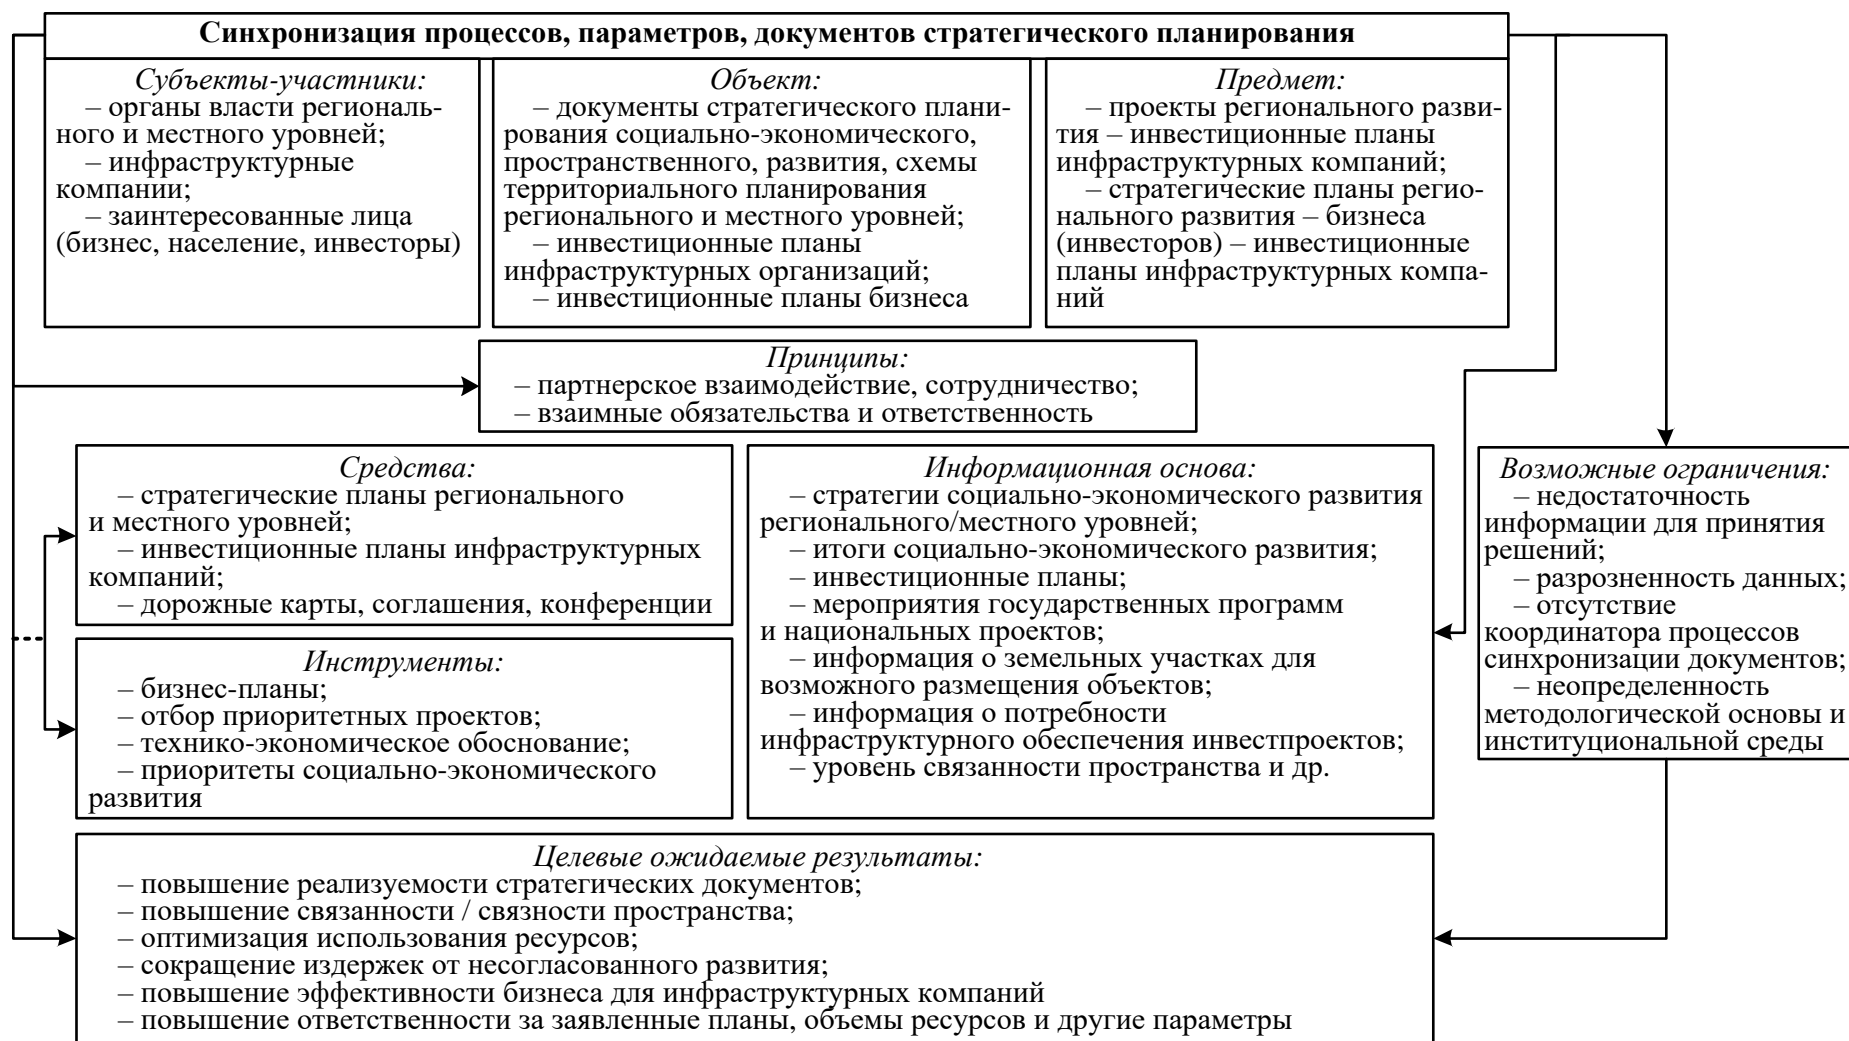 Синхронизация процессов, параметров, документов стратегического планирования
Субъекты-участники:
– органы власти региональ-
ного и местного уровней;
– инфраструктурные
компании;
– заинтересованные лица
(бизнес, население, инвесторы)
Объект:
– документы стратегического плани-
рования социально-экономического,
пространственного, развития, схемы
территориального планирования
регионального и местного уровней;
– инвестиционные планы
инфраструктурных организаций;
– инвестиционные планы бизнеса
Предмет:
– проекты регионального разви-
тия – инвестиционные планы
инфраструктурных компаний;
– стратегические планы регио-
нального развития – бизнеса
(инвесторов) – инвестиционные
планы инфраструктурных компа-
ний
Принципы:
– партнерское взаимодействие, сотрудничество;
– взаимные обязательства и ответственность
Средства:
– стратегические планы регионального
и местного уровней;
– инвестиционные планы инфраструктурных
компаний;
– дорожные карты, соглашения, конференции
Инструменты:
– бизнес-планы;
– отбор приоритетных проектов;
– технико-экономическое обоснование;
– приоритеты социально-экономического
развития
Информационная основа:
– стратегии социально-экономического развития
регионального/местного уровней;
– итоги социально-экономического развития;
– инвестиционные планы;
– мероприятия государственных программ
и национальных проектов;
– информация о земельных участках для
возможного размещения объектов;
– информация о потребности
инфраструктурного обеспечения инвестпроектов;
– уровень связанности пространства и др.
Возможные ограничения:
– недостаточность
информации для принятия
решений;
– разрозненность данных;
– отсутствие
координатора процессов
синхронизации документов;
– неопределенность
методологической основы и
институциональной среды
Целевые ожидаемые результаты:
– повышение реализуемости стратегических документов;
– повышение связанности / связности пространства;
– оптимизация использования ресурсов;
– сокращение издержек от несогласованного развития;
– повышение эффективности бизнеса для инфраструктурных компаний
– повышение ответственности за заявленные планы, объемы ресурсов и другие параметры